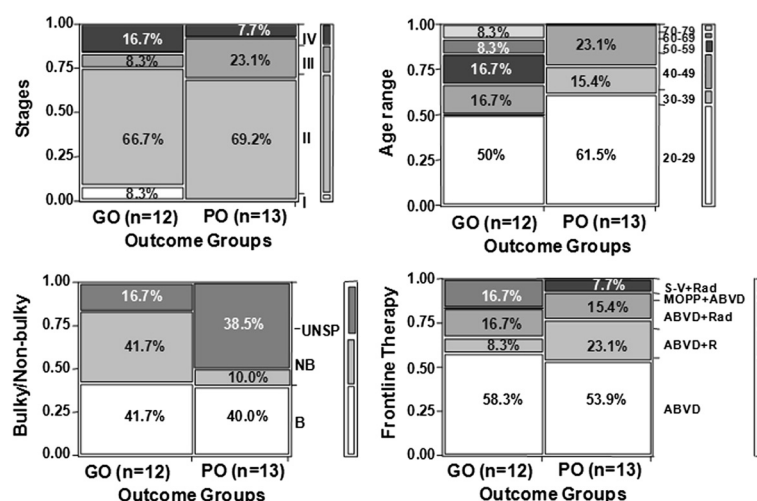 1.00
16.7%
7.7%
IV
8.3%
23.1%
III
0.75
Stages
0.50
66.7%
69.2%
II
0.25
8.3%
0.00
I
GO (n=12) PO (n=13)
Outcome Groups
1.00
8.3%
70-79
60-69
8.3%
23.1%
50-59
0.75
16.7%
40-49
15.4%
16.7%
30-39
Age range
0.50
50%
61.5%
20-29
0.25
0.00
GO (n=12) PO (n=13)
Outcome Groups
1.00
16.7%
38.5%
UNSP
0.75
41.7%
NB
Bulky/Non-bulky
0.50
10.0%
0.25
41.7%
40.0%
B
0.00
GO (n=12) PO (n=13)
Outcome Groups
1.00
7.7%
S-V+Rad
16.7%
15.4%
MOPP+ABVD
0.75
16.7%
ABVD+Rad
8.3%
23.1%
ABVD+R
Frontline Therapy
0.50
58.3%
53.9%
ABVD
0.25
0.00
GO (n=12) PO (n=13)
Outcome Groups